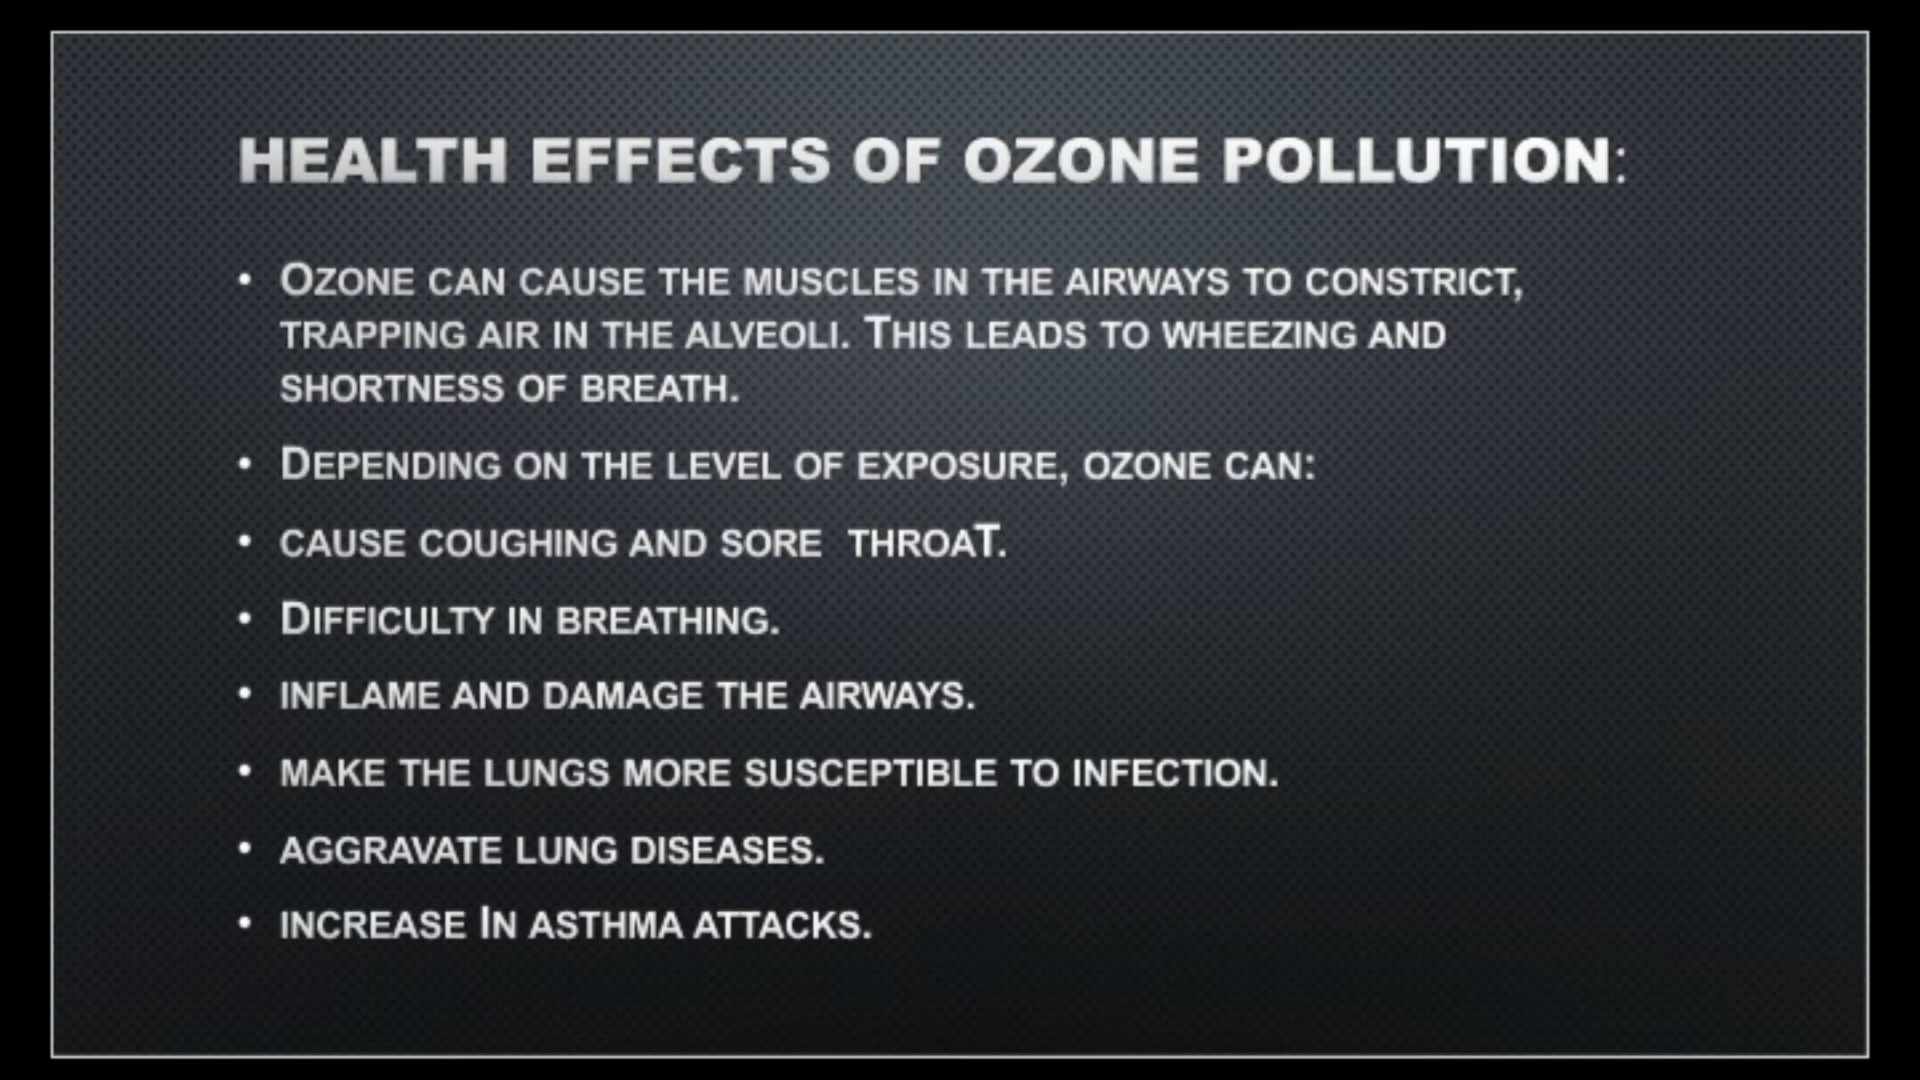 HEALTH EFFECTS OF OZONE POLLUTION:
• OZONE CAN CAUSE THE MUSCLES IN THE AIRWAYS TO CONSTRICT,
TRAPPING AIR IN THE ALVEOLI. THIS LEADS TO WHEEZING AND
SHORTNESS OF BREATH.
• DEPENDING ON THE LEVEL OF EXPOSURE, OZONE CAN:
• CAUSE COUGHING AND SORE  THROAT.
• DIFFICULTY IN BREATHING.
• INFLAME AND DAMAGE THE AIRWAYS.
• MAKE THE LUNGS MORE SUSCEPTIBLE TO INFECTION.
• AGGRAVATE LUNG DISEASES.
• INCREASE IN ASTHMA ATTACKS.